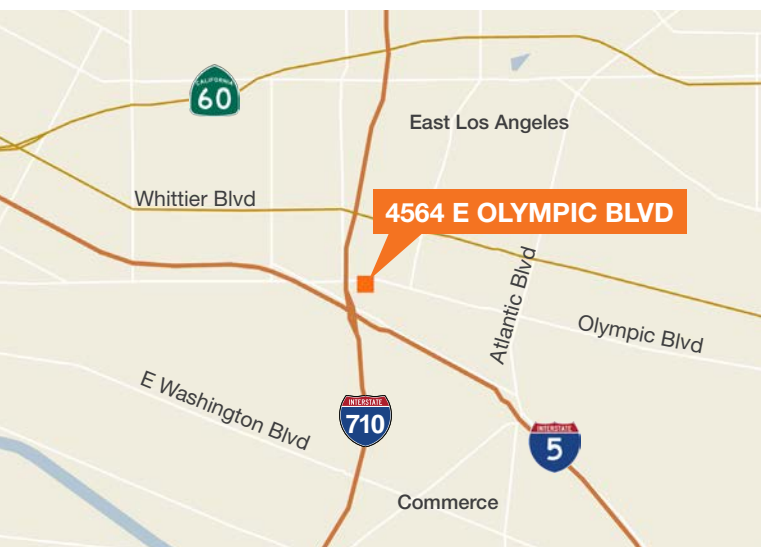 CALIFORNIA
60
East Los Angeles
Whittier Blvd
4564 E OLYMPIC BLVD
Atlantic Blvd
Olympic Blvd
E Washington Blvd
INTERSTATE
710
INTERSTATE
5
Commerce